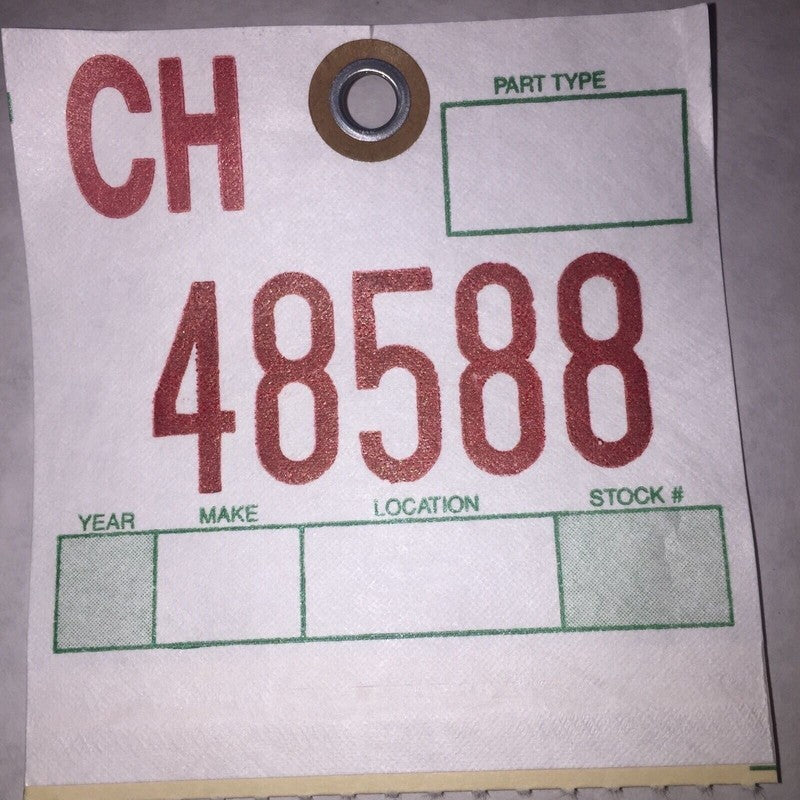 CH
PART TYPE
48588
YEAR MAKE LOCATION STOCK #